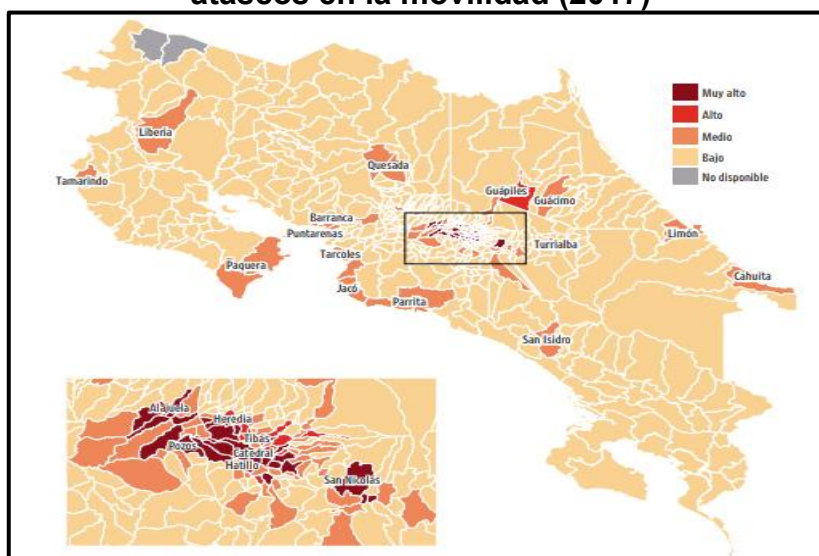 atascos en la movilidad (2017)
Muy alto
Alto
Medio
Bajo
No disponible
Liberia
Tamarindo
Quesada
Guápiles
Guácimo
Barranca
Puntarenas
Tarcoles
Turrialba
Limón
Paquera
Jacó
Parrita
Cahuita
San Isidro
Alajuela
Heredia
Tibas
Pozos
Catedral
Hatillo
San Nicolás